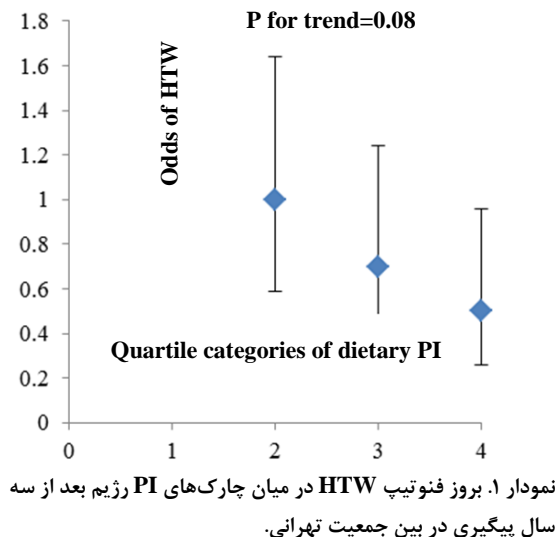 P for trend=0.08
1.8
1.6
1.4
1.2
1
0.8
0.6
0.4
0.2
0
Odds of HTW
Quartile categories of dietary PI
0 1 2 3 4
نمودار ۱. بروز فنوتیپ HTW در میان چارک‌های PI رژیم بعد از سه
سال پیگیری در بین جمعیت تهرانی.